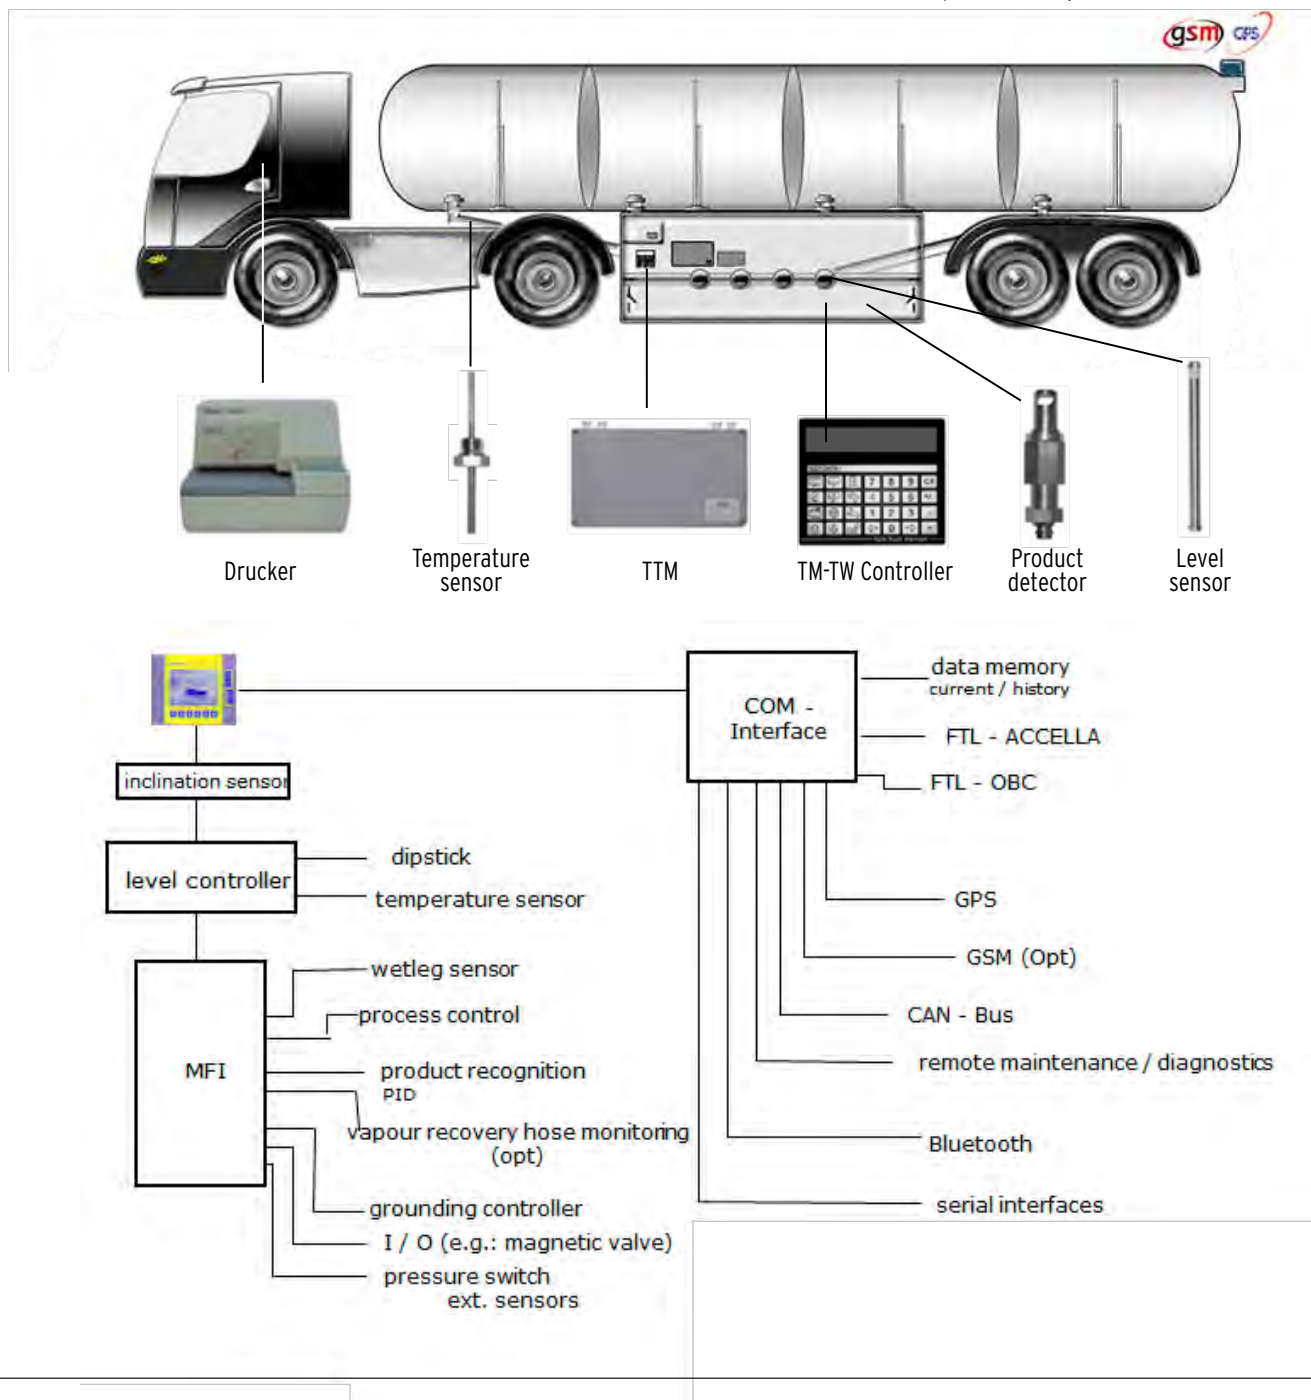 gsm GPS
Drucker
Temperature
sensor
TTM
TM-TW Controller
Product
detector
Level
sensor
COM -
Interface
data memory
current / history
FTL - ACCELLA
FTL - OBC
GPS
GSM (Opt)
CAN - Bus
remote maintenance / diagnostics
Bluetooth
serial interfaces
inclination sensor
level controller
dipstick
temperature sensor
MFI
wetleg sensor
process control
product recognition
PID
vapour recovery hose monitoring
(opt)
grounding controller
I / O (e.g.: magnetic valve)
pressure switch
ext. sensors